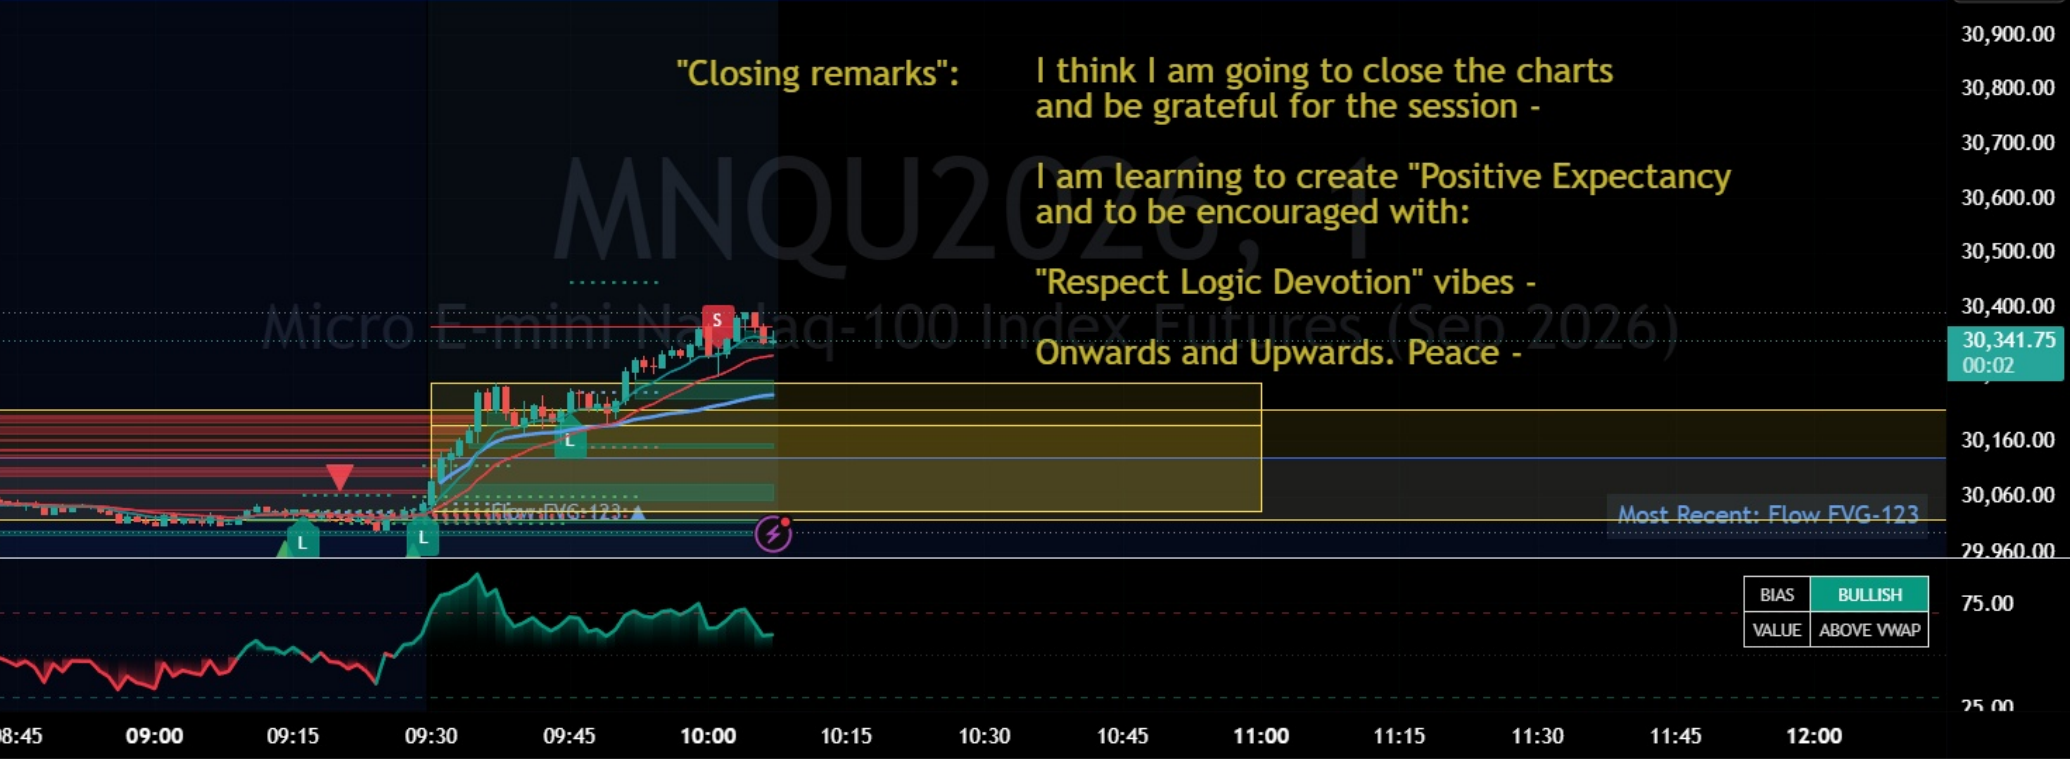 "Closing remarks":
I think I am going to close the charts
and be grateful for the session -
I am learning to create "Positive Expectancy
and to be encouraged with:
"Respect Logic Devotion" vibes -
Onwards and Upwards. Peace -
MNQU2026, 1
Micro E-mini Nasdaq-100 Index Futures (Sep 2026)
30,900.00
30,800.00
30,700.00
30,600.00
30,500.00
30,400.00
30,341.75
00:02
30,160.00
30,060.00
29,960.00
S
L
L
L
Flow FVG-123
Most Recent: Flow FVG-123
BIAS BULLISH
VALUE ABOVE VWAP
75.00
25.00
8:45 09:00 09:15 09:30 09:45 10:00 10:15 10:30 10:45 11:00 11:15 11:30 11:45 12:00